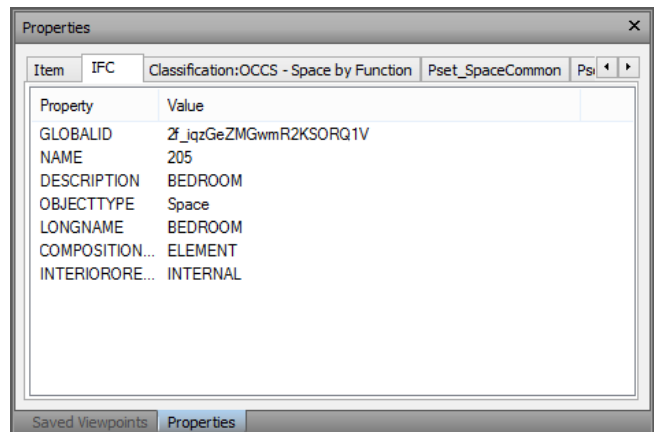 Properties ×
Item IFC Classification:OCCS - Space by Function Pset_SpaceCommon Ps
Property Value
GLOBALID 2f_iqzGeZMGwmR2KSORQ1V
NAME 205
DESCRIPTION BEDROOM
OBJECTTYPE Space
LONGNAME BEDROOM
COMPOSITION... ELEMENT
INTERIORORE... INTERNAL
Saved Viewpoints Properties